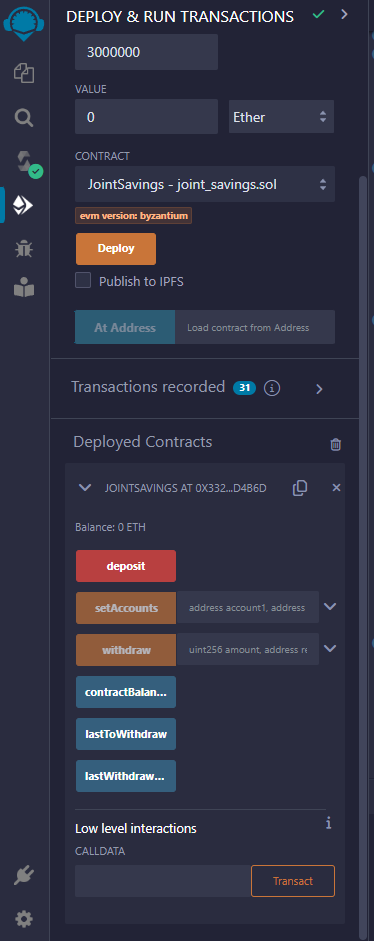 DEPLOY & RUN TRANSACTIONS
3000000
VALUE
0
Ether
CONTRACT
JointSavings - joint_savings.sol
evm version: byzantium
Deploy
Publish to IPFS
At Address
Load contract from Address
Transactions recorded 31
Deployed Contracts
JOINTSAVINGS AT 0X332...D4B6D
Balance: 0 ETH
deposit
setAccounts
address account1, address
withdraw
uint256 amount, address re
contractBalan...
lastToWithdraw
lastWithdraw...
Low level interactions
CALLDATA
Transact